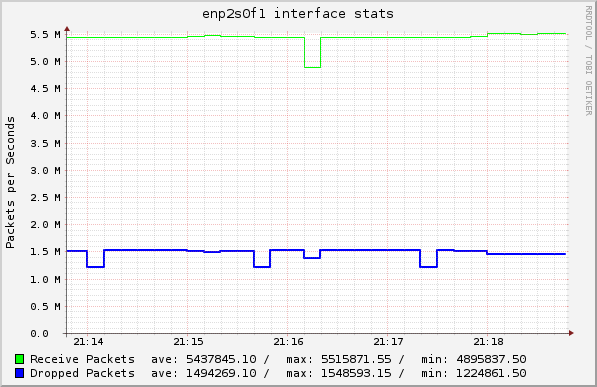 enp2s0f1 interface stats
RRDTOOL / TOBI OETIKER
Packets per Seconds
5.5 M
5.0 M
4.5 M
4.0 M
3.5 M
3.0 M
2.5 M
2.0 M
1.5 M
1.0 M
0.5 M
0.0
21:14 21:15 21:16 21:17 21:18
Receive Packets ave: 5437845.10 / max: 5515871.55 / min: 4895837.50
Dropped Packets ave: 1494269.10 / max: 1548593.15 / min: 1224861.50